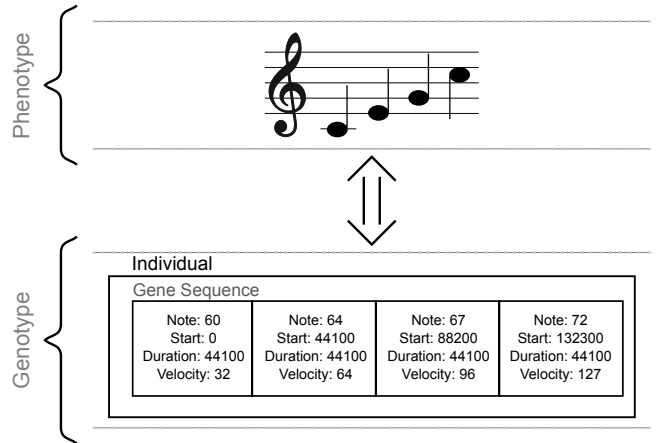 Phenotype
Genotype
Individual
Gene Sequence
Note: 60
Start: 0
Duration: 44100
Velocity: 32
Note: 64
Start: 44100
Duration: 44100
Velocity: 64
Note: 67
Start: 88200
Duration: 44100
Velocity: 96
Note: 72
Start: 132300
Duration: 44100
Velocity: 127